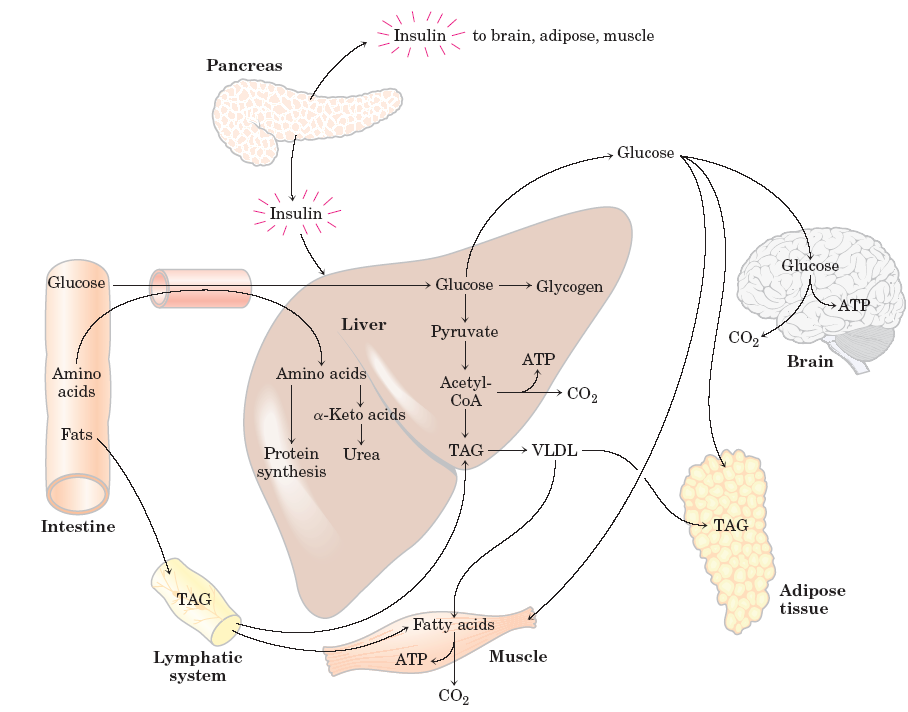 Insulin
to brain, adipose, muscle
Pancreas
Glucose
Insulin
Glucose
Glucose
Glucose
Glycogen
ATP
Liver
Pyruvate
CO₂
Brain
Amino
acids
Amino acids
ATP
Acetyl-
CoA
CO₂
α-Keto acids
Fats
Protein
synthesis
Urea
TAG
VLDL
Intestine
TAG
TAG
Adipose
tissue
Fatty acids
Lymphatic
system
ATP
Muscle
CO₂